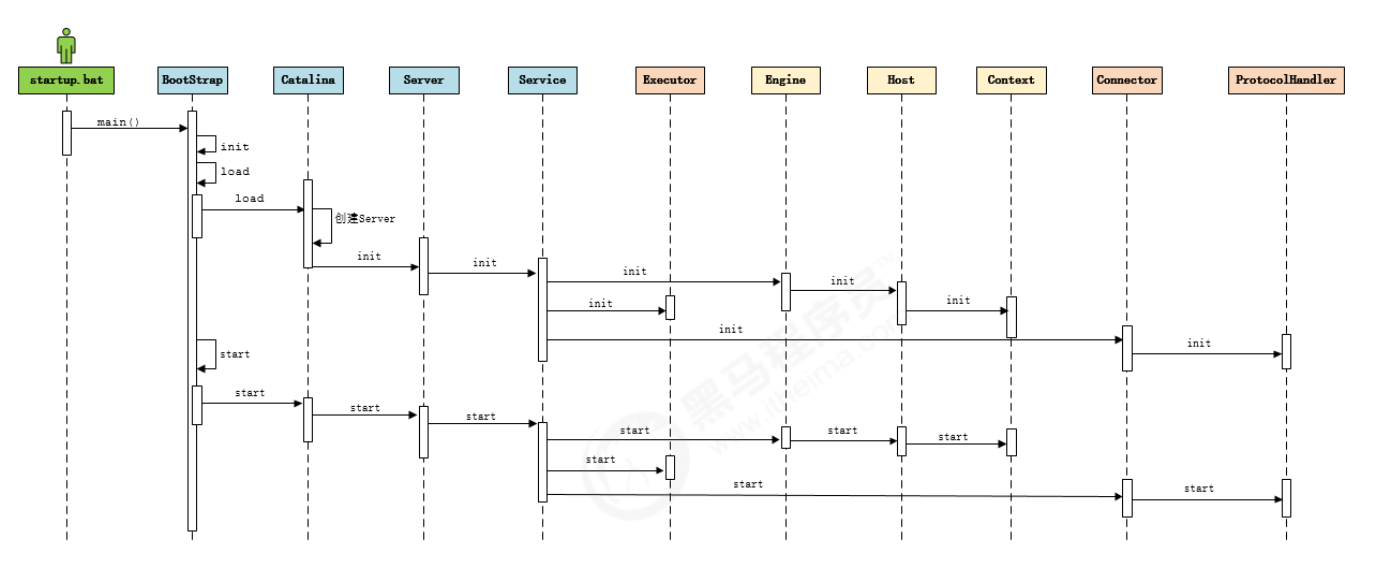 startup.bat
BootStrap
Catalina
Server
Service
Executor
Engine
Host
Context
Connector
ProtocolHandler
main()
init
load
load
创建Server
init
init
init
init
init
init
init
init
start
start
start
start
start
start
start
start
start
start
黑马程序员™
www.itheima.com